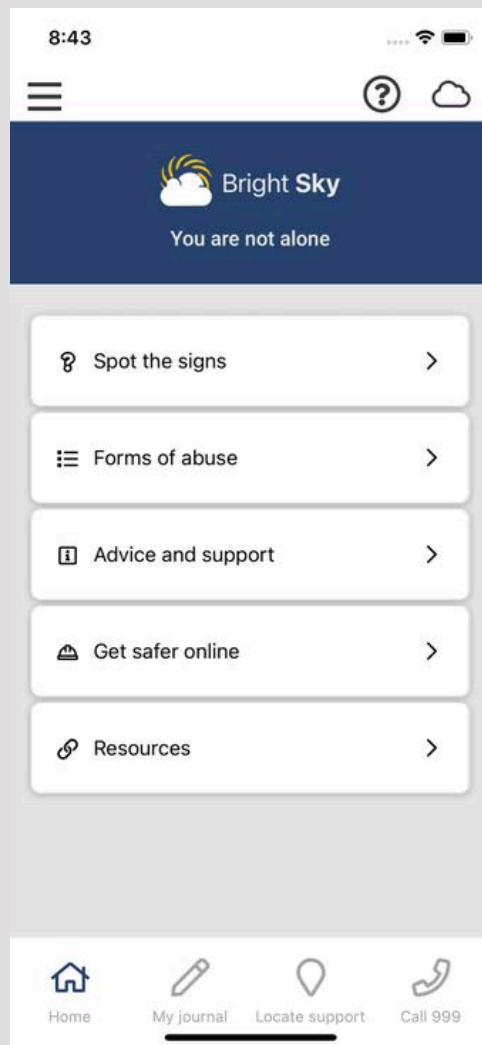 8:43
Bright Sky
You are not alone
Spot the signs
Forms of abuse
Advice and support
Get safer online
Resources
Home
My journal
Locate support
Call 999